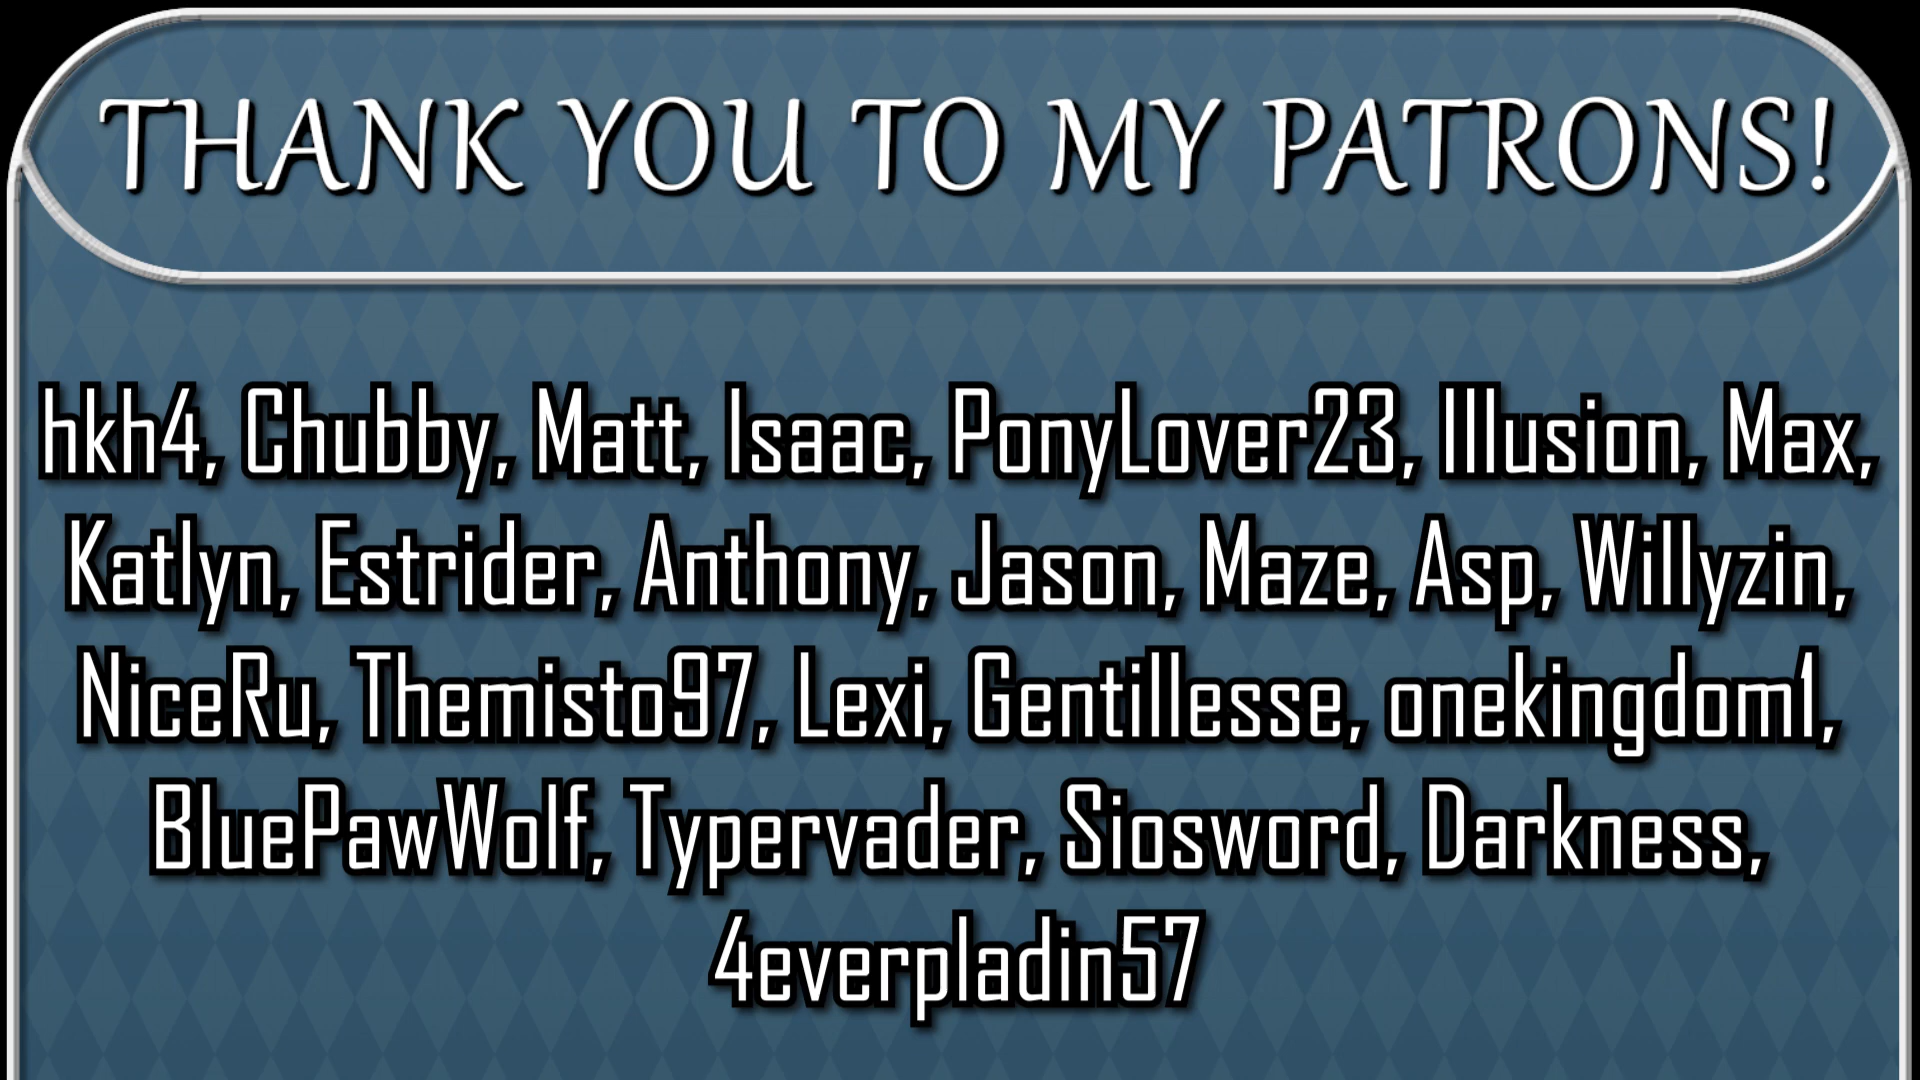 THANK YOU TO MY PATRONS!
hkh4, Chubby, Matt, Isaac, PonyLover23, Illusion, Max,
Katlyn, Estrider, Anthony, Jason, Maze, Asp, Willyzin,
NiceRu, Themisto97, Lexi, Gentillesse, onekingdom1,
BluePawWolf, Typervader, Siosword, Darkness,
4everpladin57